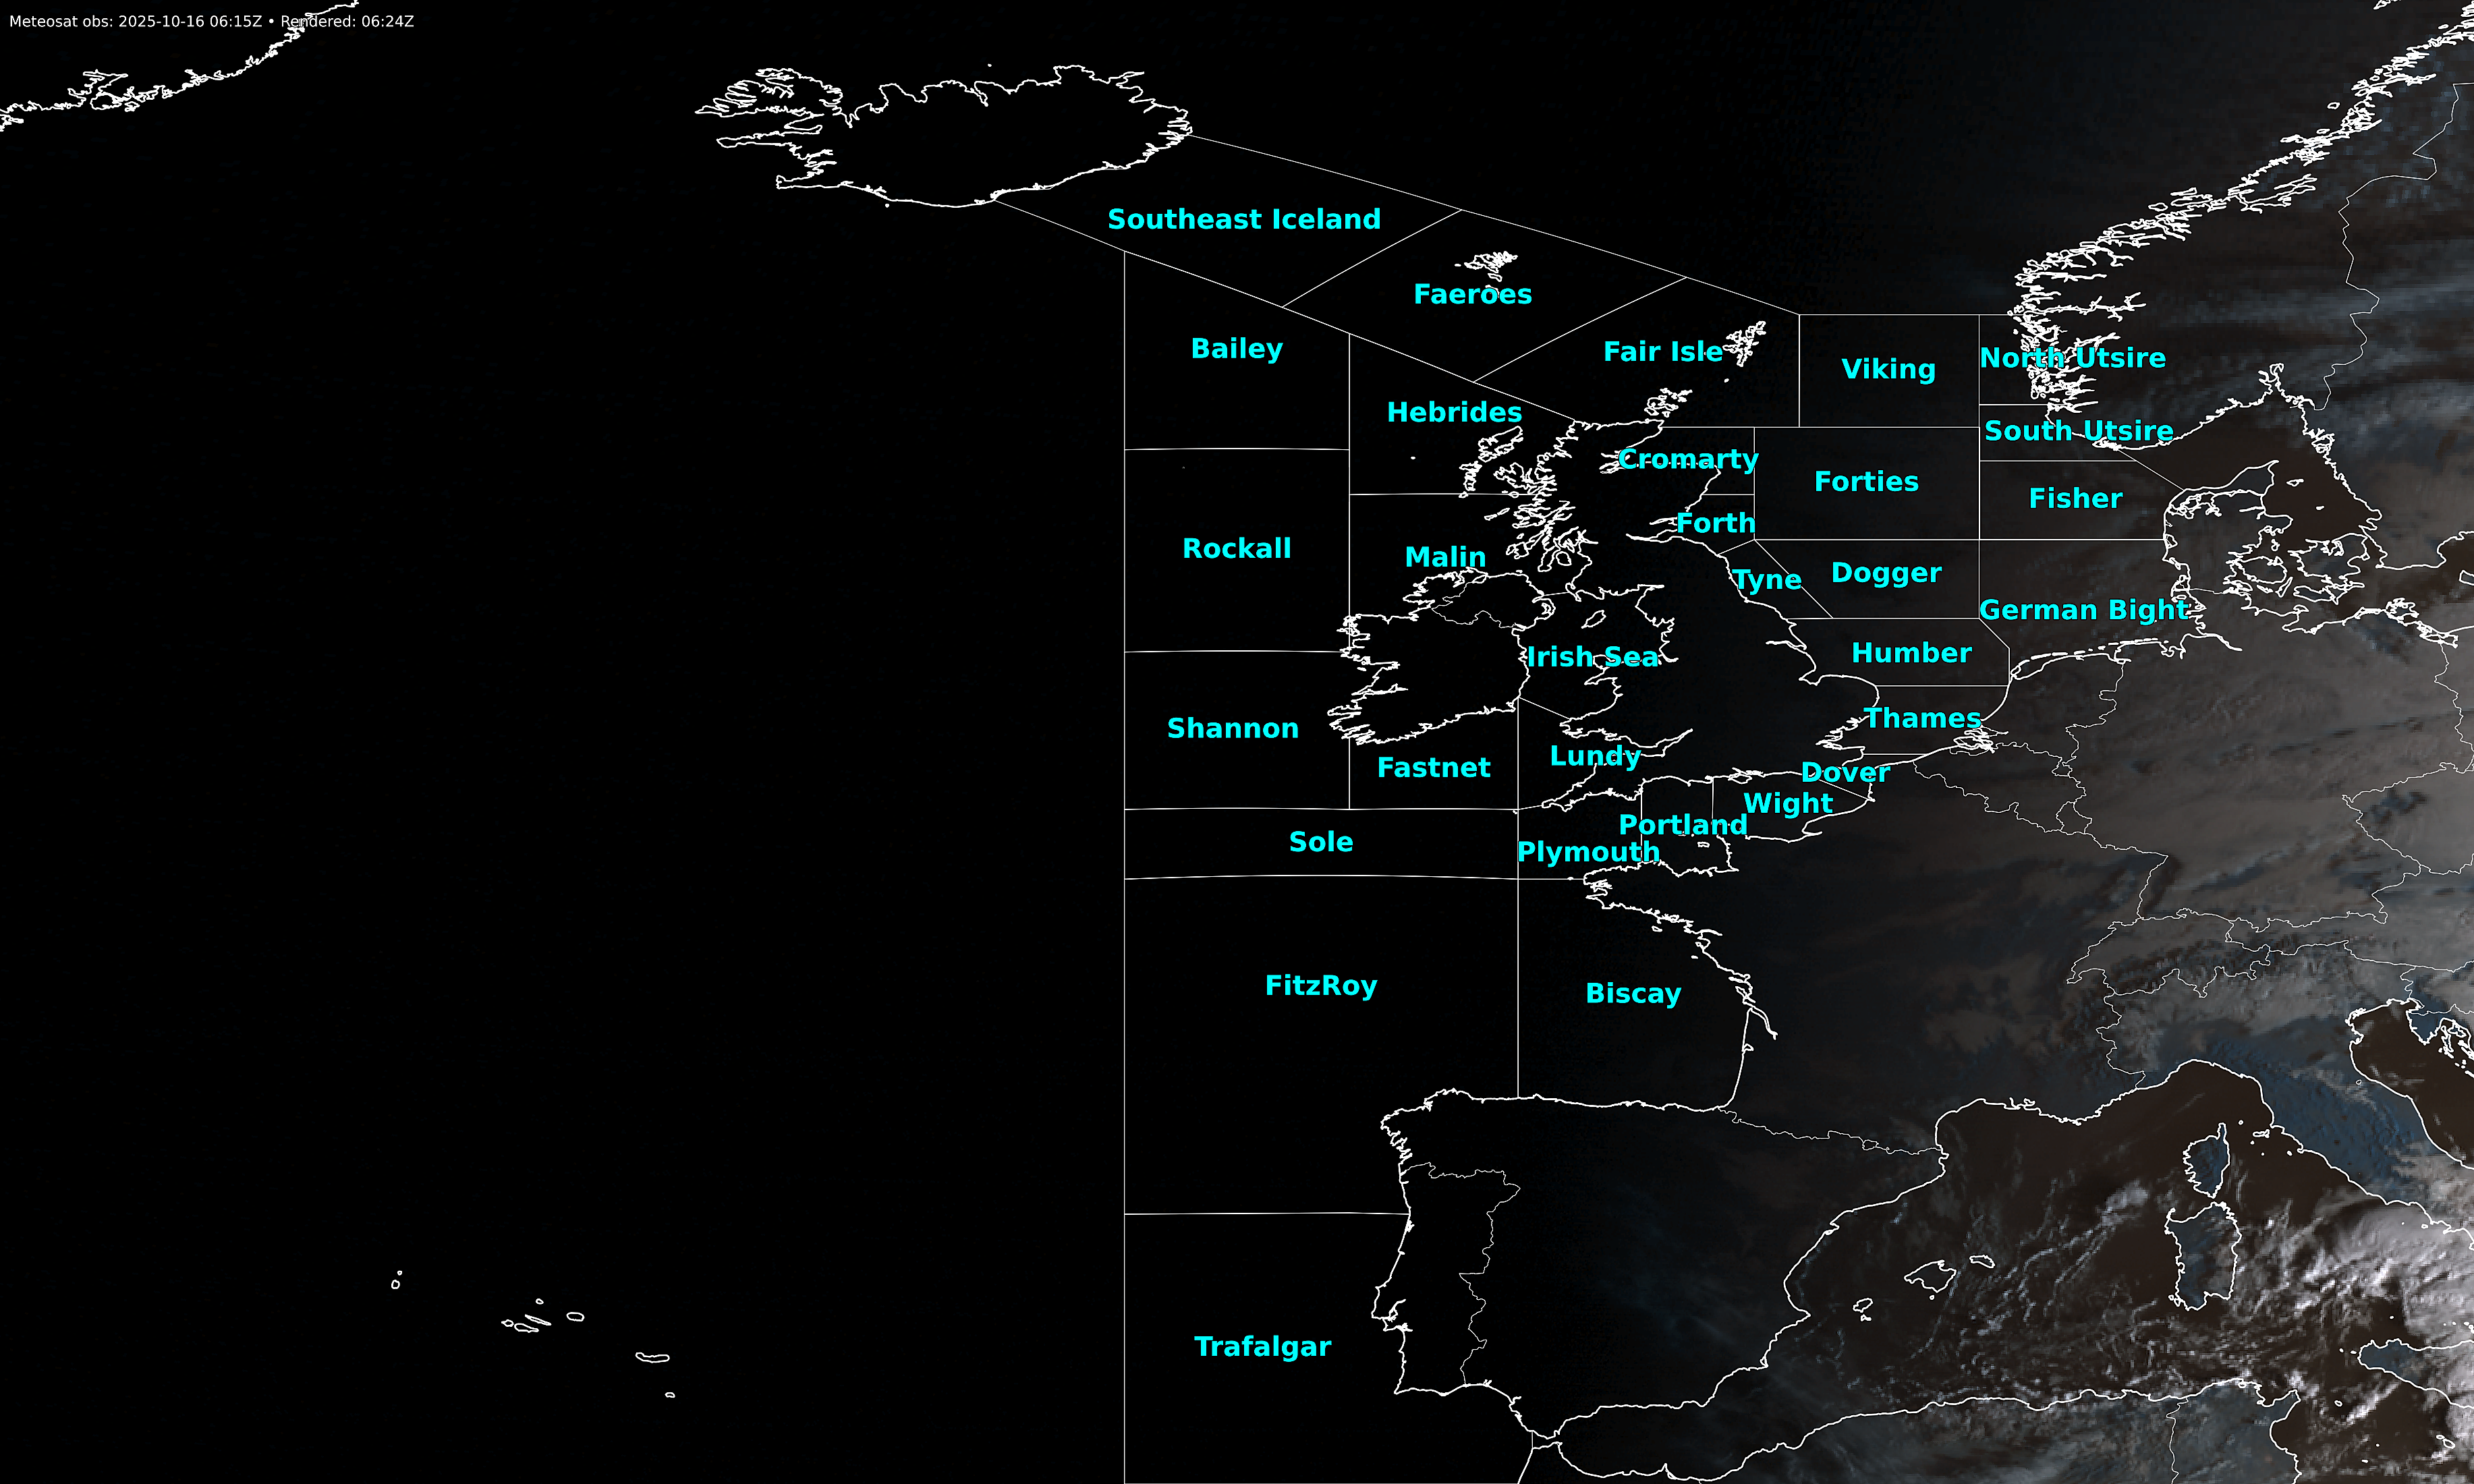 Meteosat obs: 2025-10-16 06:15Z • Rendered: 06:24Z
Southeast Iceland
Faeroes
Bailey
Fair Isle
Viking
North Utsire
Hebrides
South Utsire
Cromarty
Forties
Fisher
Forth
Rockall
Malin
Tyne
Dogger
German Bight
Irish Sea
Humber
Shannon
Thames
Fastnet
Lundy
Dover
Wight
Portland
Sole
Plymouth
FitzRoy
Biscay
Trafalgar